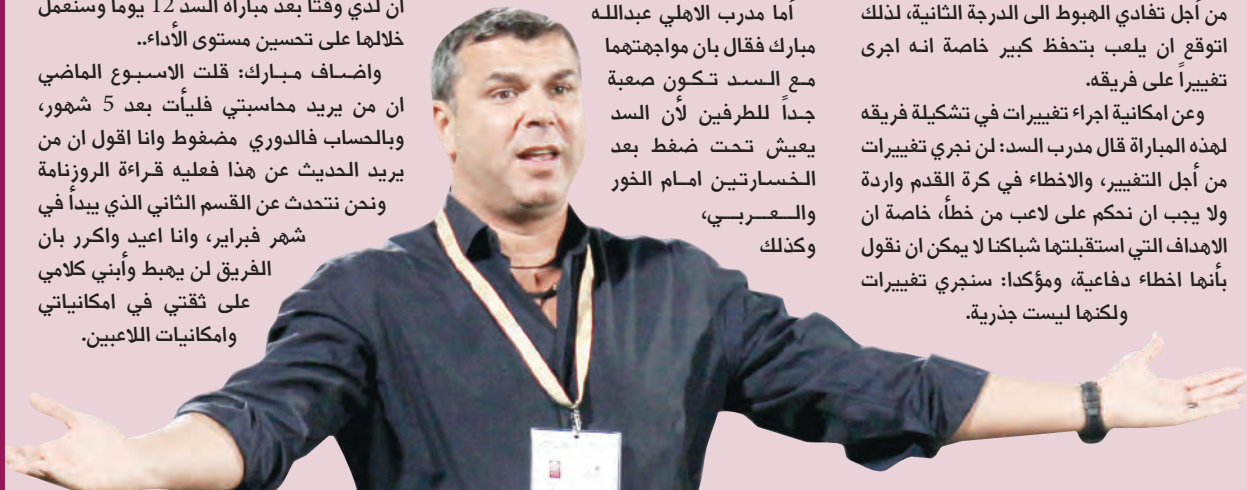 من أجل تفادي الهبوط الى الدرجة الثانية، لذلك
اتوقع ان يلعب بتحفظ كبير خاصة انه اجرى
تغييراً على فريقه.
وعن امكانية اجراء تغييرات في تشكيلة فريقه
لهذه المباراة قال مدرب السد: لن نجري تغييرات
من أجل التغيير، والاخطاء في كرة القدم واردة
ولا يجب ان نحكم على لاعب من خطأ، خاصة ان
الاهداف التي استقبلتها شباكنا لا يمكن ان نقول
بأنها اخطاء دفاعية، ومؤكدا: سنجري تغييرات
ولكنها ليست جذرية.
أما مدرب الاهلي عبدالله
مبارك فقال بان مواجهتهما
مع السد تكون صعبة
جداً للطرفين لأن السد
يعيش تحت ضغط بعد
الخسارتين امام الخور
والعربي،
وكذلك
ان لدي وقتا بعد مباراة السد 12 يوما وسنعمل
خلالها على تحسين مستوى الأداء..
واضاف مبارك: قلت الاسبوع الماضي
ان من يريد محاسبتي فليأت بعد 5 شهور،
وبالحساب فالدوري مضغوط وانا اقول ان من
يريد الحديث عن هذا فعليه قراءة الروزنامة
ونحن نتحدث عن القسم الثاني الذي يبدأ في
شهر فبراير، وانا اعيد واكرر بان
الفريق لن يهبط وأبني كلامي
على ثقتي في امكانياتي
وامكانيات اللاعبين.